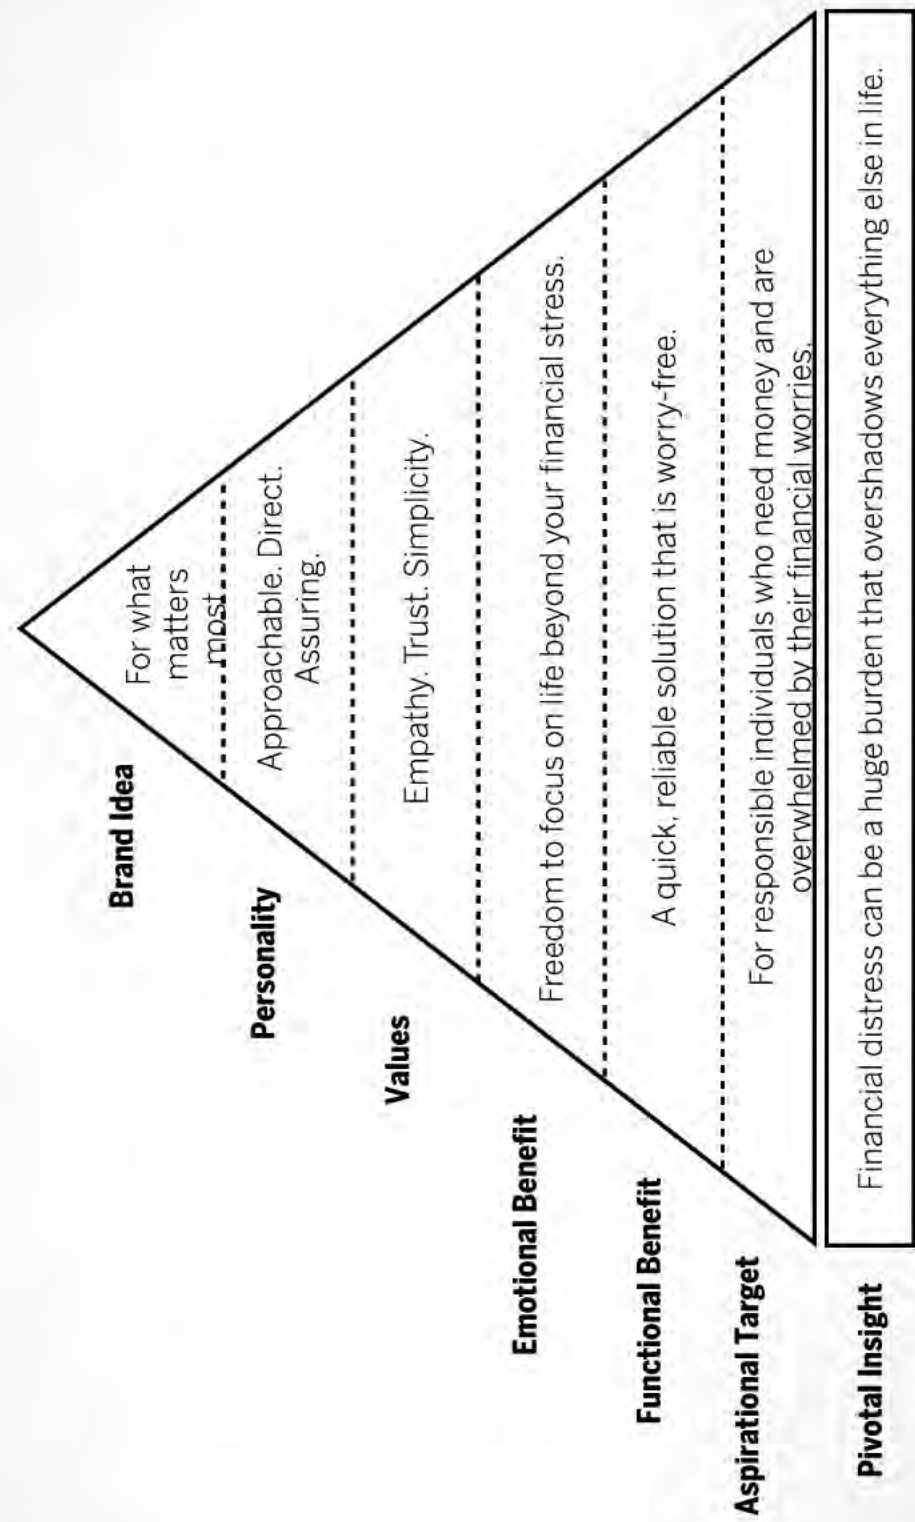 Brand Idea
For what
matters
most
Personality
Approachable. Direct.
Assuring.
Values
Empathy. Trust. Simplicity.
Emotional Benefit
Freedom to focus on life beyond your financial stress.
Functional Benefit
A quick, reliable solution that is worry-free.
Aspirational Target
For responsible individuals who need money and are
overwhelmed by their financial worries.
Pivotal Insight
Financial distress can be a huge burden that overshadows everything else in life.